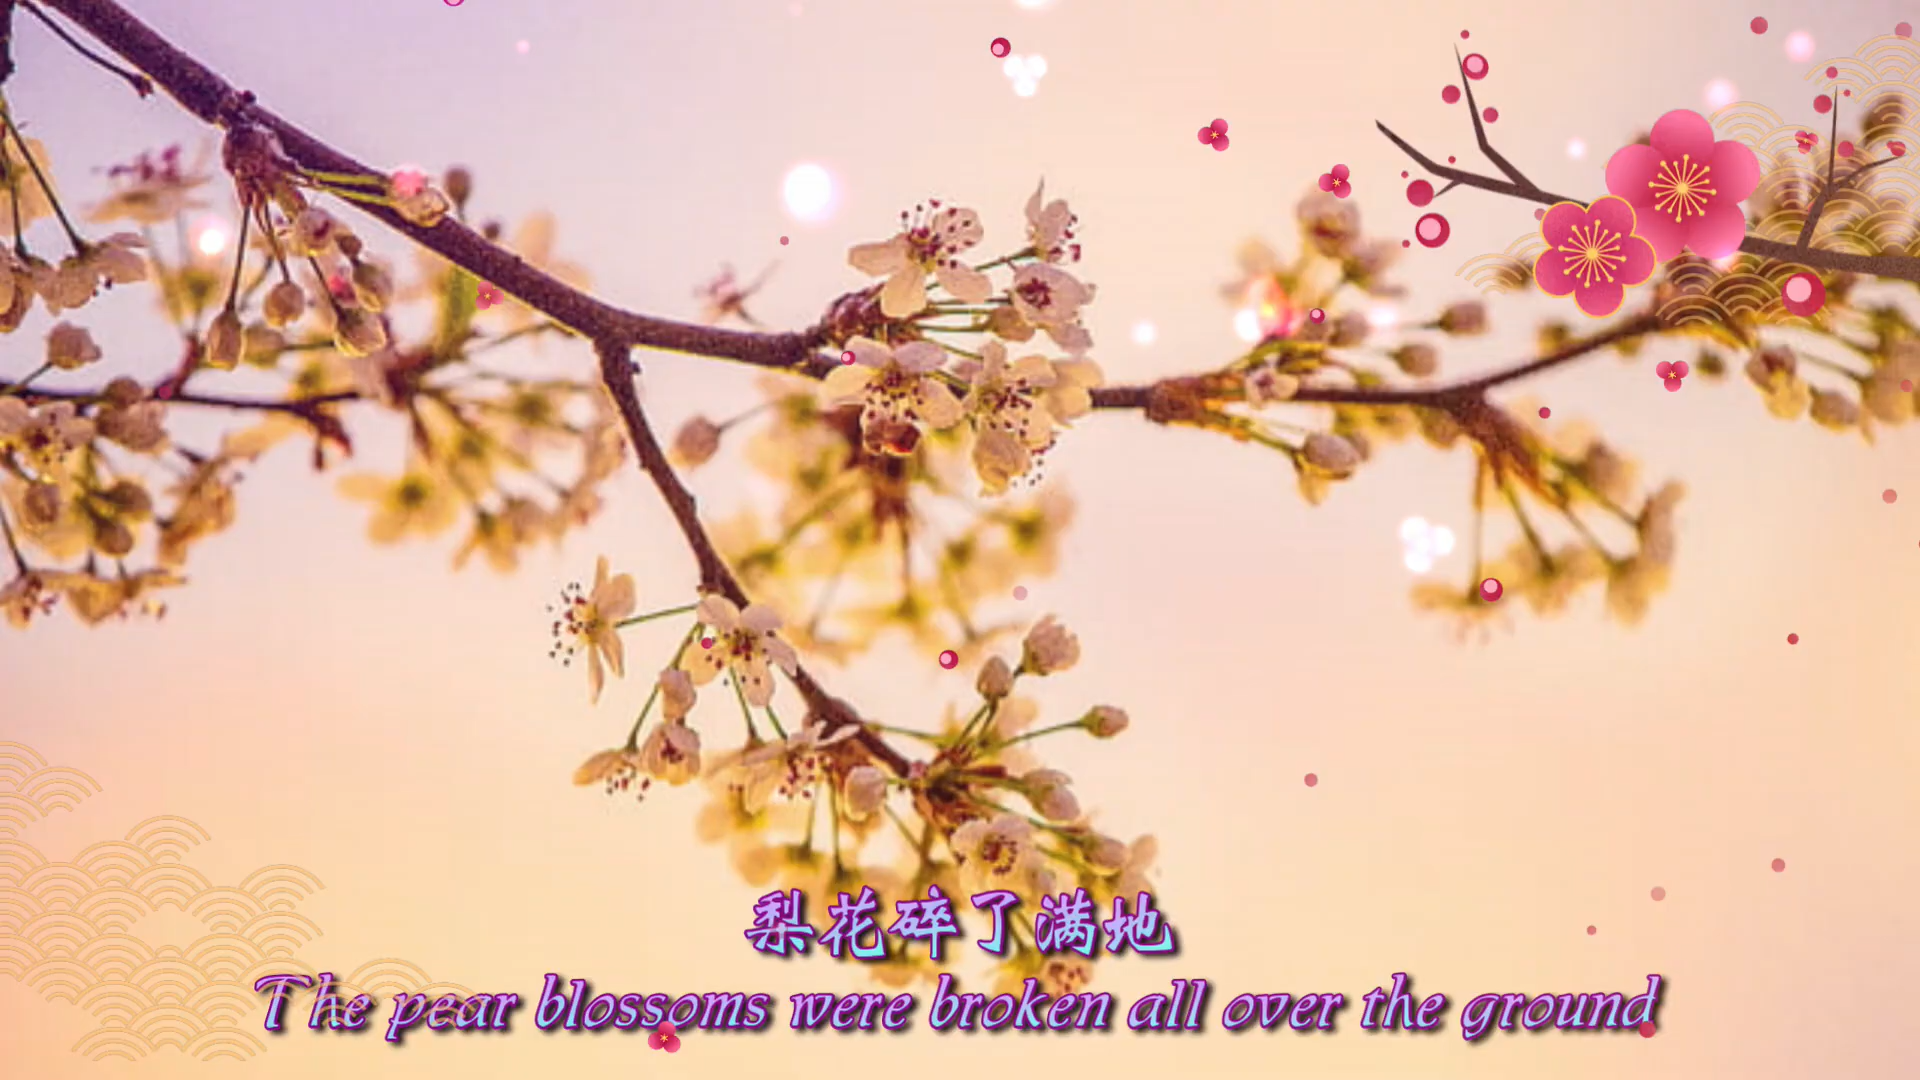 梨花碎了满地
The pear blossoms were broken all over the ground